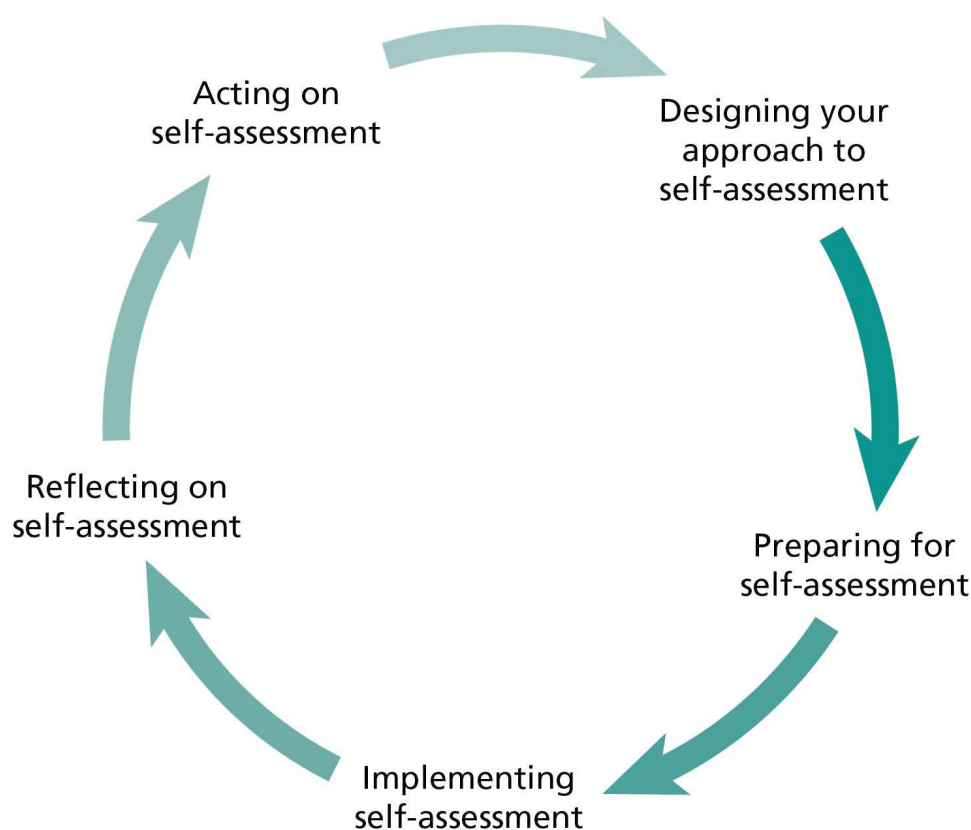 Acting on
self-assessment
Designing your
approach to
self-assessment
Preparing for
self-assessment
Implementing
self-assessment
Reflecting on
self-assessment